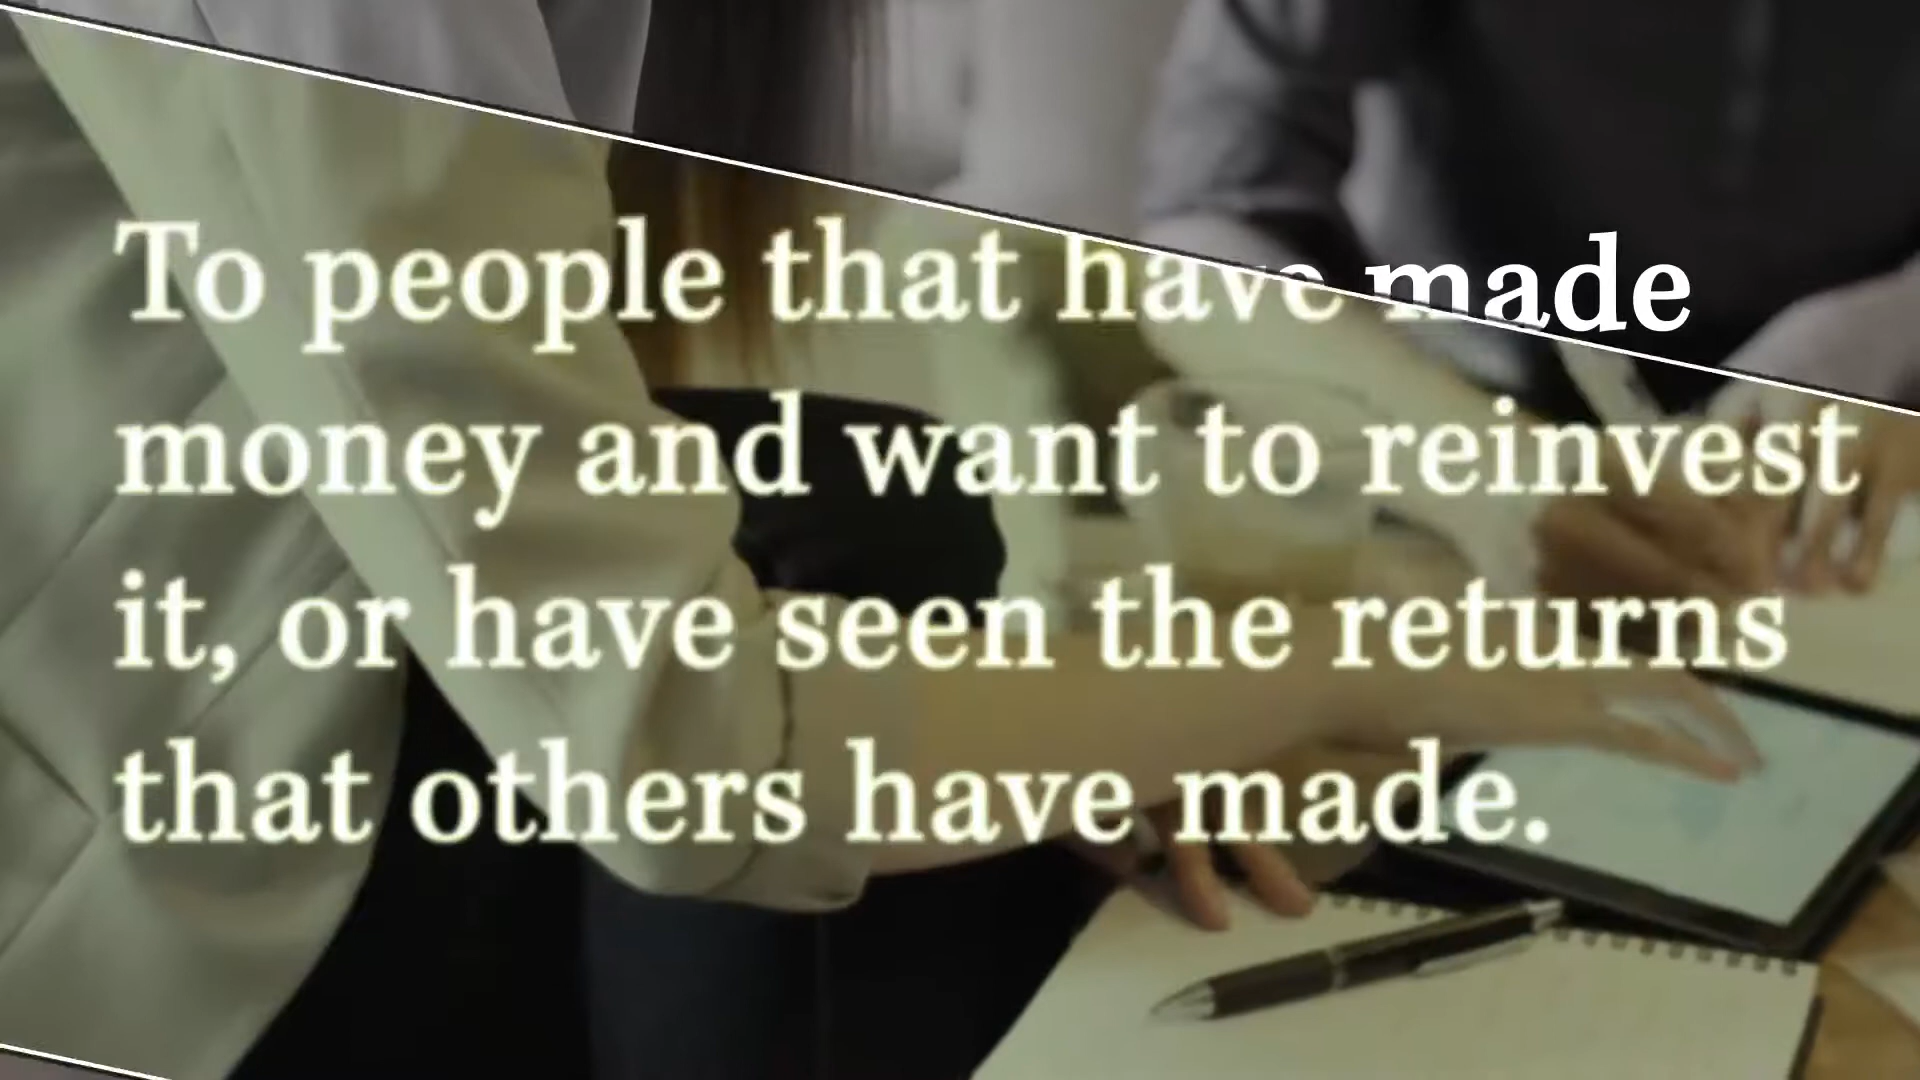 To people that have made
money and want to reinvest
it, or have seen the returns
that others have made.